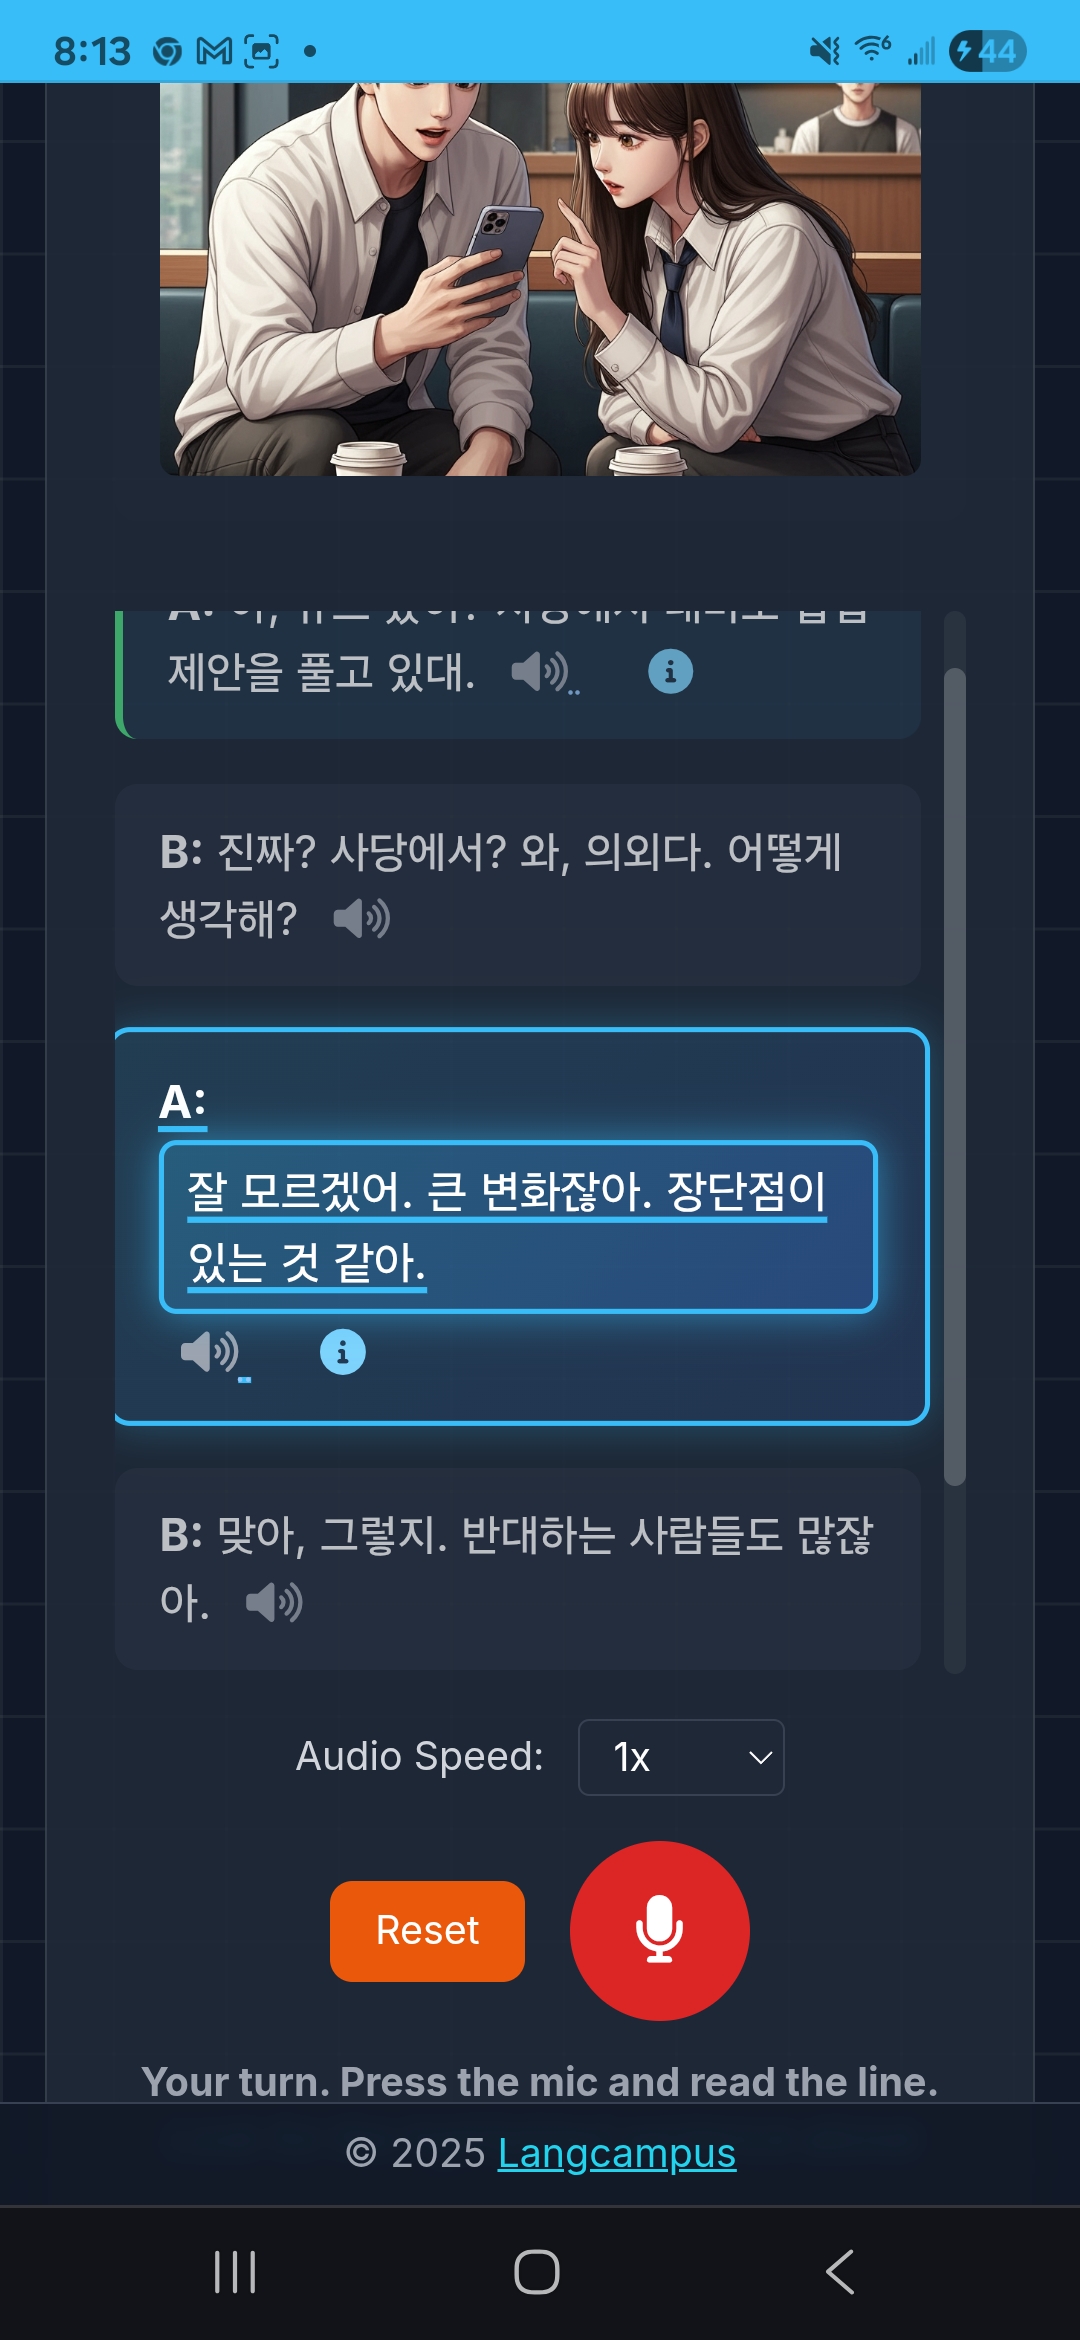 8:13
44
제안을 풀고 있대.
B: 진짜? 사당에서? 와, 의외다. 어떻게
생각해?
A:
잘 모르겠어. 큰 변화잖아. 장단점이
있는 것 같아.
B: 맞아, 그렇지. 반대하는 사람들도 많잖
아.
Audio Speed: 1x
Reset
Your turn. Press the mic and read the line.
© 2025 Langcampus